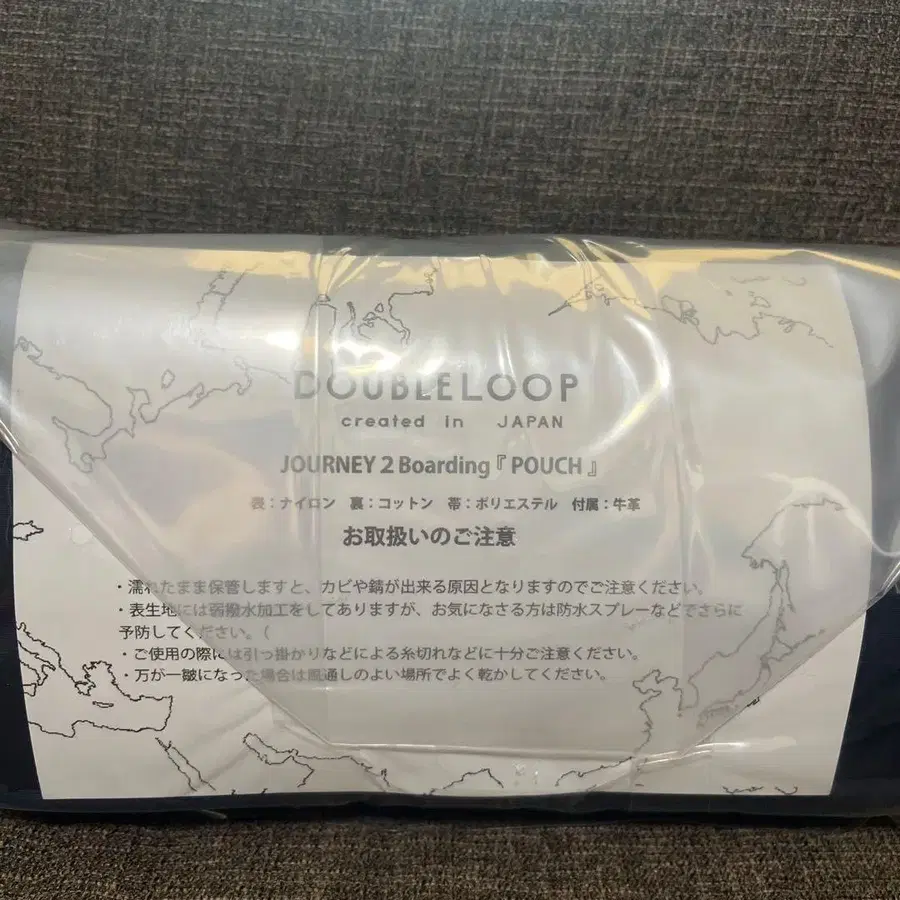 DOUBLELOOP
created in JAPAN
JOURNEY 2 Boarding『POUCH』
表：ナイロン 裏：コットン 帯：ポリエステル 付属：牛革
お取扱いのご注意
・濡れたまま保管しますと、カビや錆が出来る原因となりますのでご注意ください。
・表生地には弱撥水加工をしてありますが、お気になさる方は防水スプレーなどでさらに
予防してください。(
・ご使用の際には引っ掛かりなどによる糸切れなどに十分ご注意ください。
・万が一皺になった場合は風通しのよい場所でよく乾かしてください。